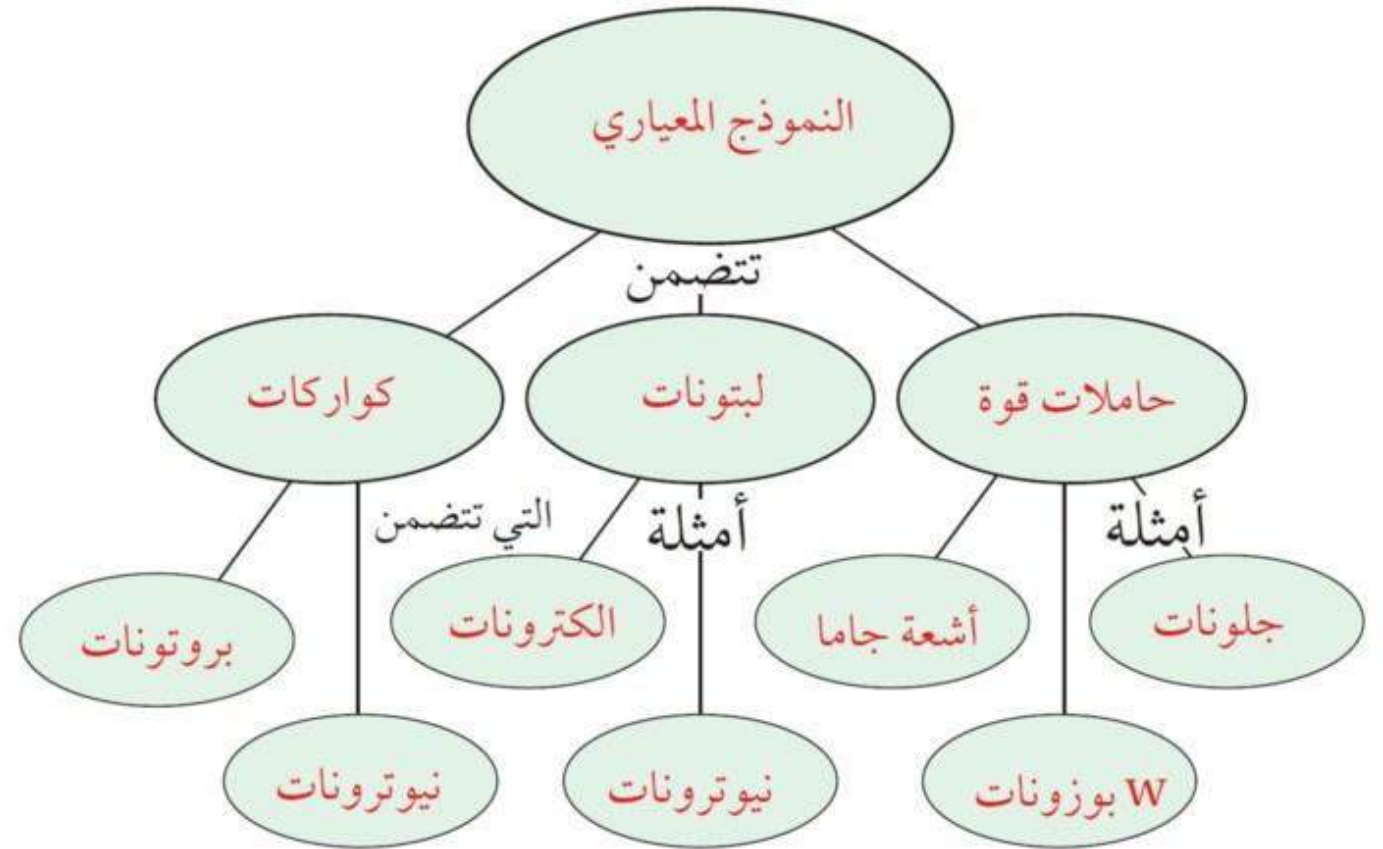 النموذج المعياري
تتضمن
حاملات قوة
لبتونات
كواركات
أمثلة
أمثلة
التي تتضمن
جلونات
أشعة جاما
الكترونات
بروتونات
W بوزونات
نيوترونات
نيوترونات